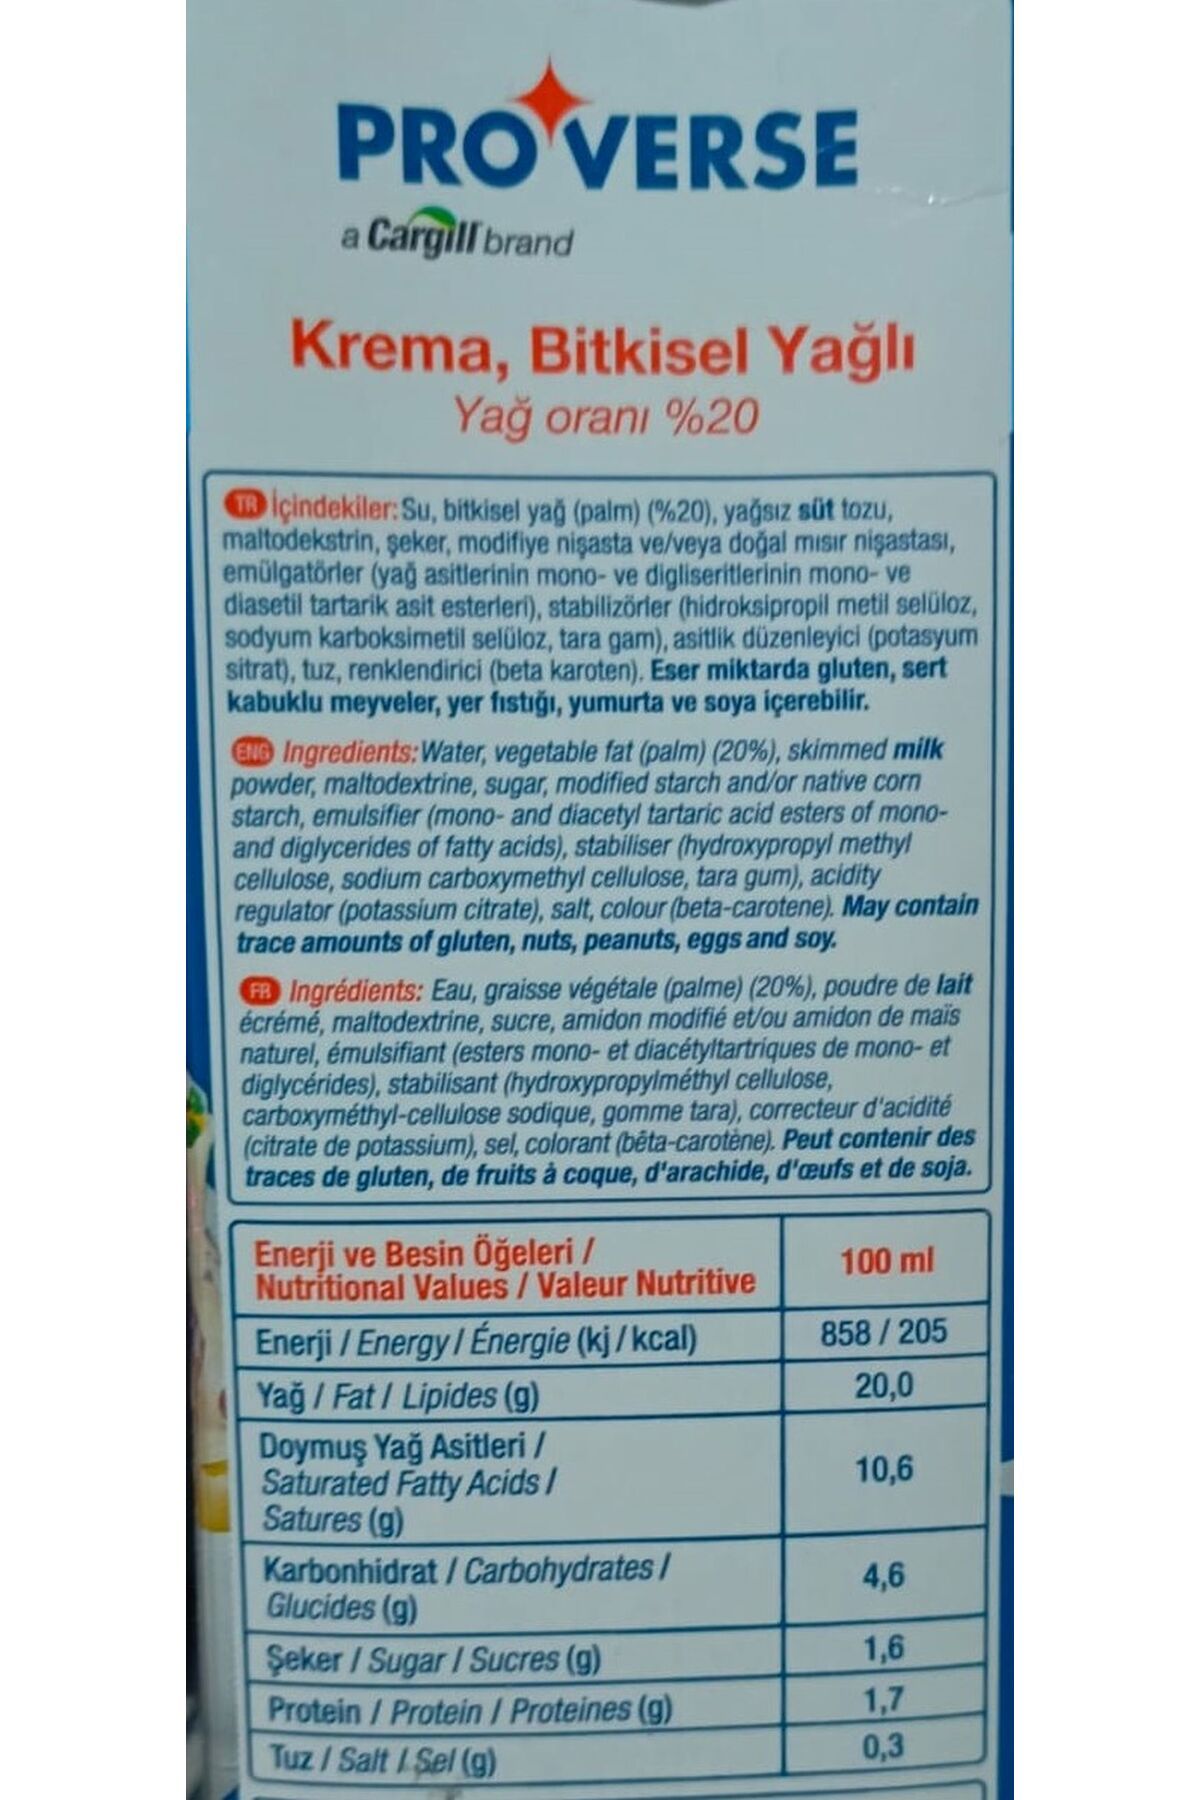 PROVERSE
a Cargill brand
Krema, Bitkisel Yağlı
Yağ oranı %20
TR İçindekiler: Su, bitkisel yağ (palm) (%20), yağsız süt tozu,
maltodekstrin, şeker, modifiye nişasta ve/veya doğal mısır nişastası,
emülgatörler (yağ asitlerinin mono- ve digliseritlerinin mono- ve
diasetil tartarik asit esterleri), stabilizörler (hidroksipropil metil selüloz,
sodyum karboksimetil selüloz, tara gam), asitlik düzenleyici (potasyum
sitrat), tuz, renklendirici (beta karoten). Eser miktarda gluten, sert
kabuklu meyveler, yer fıstığı, yumurta ve soya içerebilir.
ENG Ingredients: Water, vegetable fat (palm) (20%), skimmed milk
powder, maltodextrine, sugar, modified starch and/or native corn
starch, emulsifier (mono- and diacetyl tartaric acid esters of mono-
and diglycerides of fatty acids), stabiliser (hydroxypropyl methyl
cellulose, sodium carboxymethyl cellulose, tara gum), acidity
regulator (potassium citrate), salt, colour (beta-carotene). May contain
trace amounts of gluten, nuts, peanuts, eggs and soy.
FR Ingrédients: Eau, graisse végétale (palme) (20%), poudre de lait
écrémé, maltodextrine, sucre, amidon modifié et/ou amidon de maïs
naturel, émulsifiant (esters mono- et diacétyltartriques de mono- et
diglycérides), stabilisant (hydroxypropylméthyl cellulose,
carboxyméthyl-cellulose sodique, gomme tara), correcteur d'acidité
(citrate de potassium), sel, colorant (bêta-carotène). Peut contenir des
traces de gluten, de fruits à coque, d'arachide, d'œufs et de soja.
Enerji ve Besin Öğeleri /
Nutritional Values / Valeur Nutritive
100 ml
Enerji / Energy / Énergie (kj / kcal) 858 / 205
Yağ / Fat / Lipides (g) 20,0
Doymuş Yağ Asitleri /
Saturated Fatty Acids /
Satures (g)
10,6
Karbonhidrat / Carbohydrates /
Glucides (g)
4,6
Şeker / Sugar / Sucres (g) 1,6
Protein / Protein / Proteines (g) 1,7
Tuz / Salt / Sel (g) 0,3